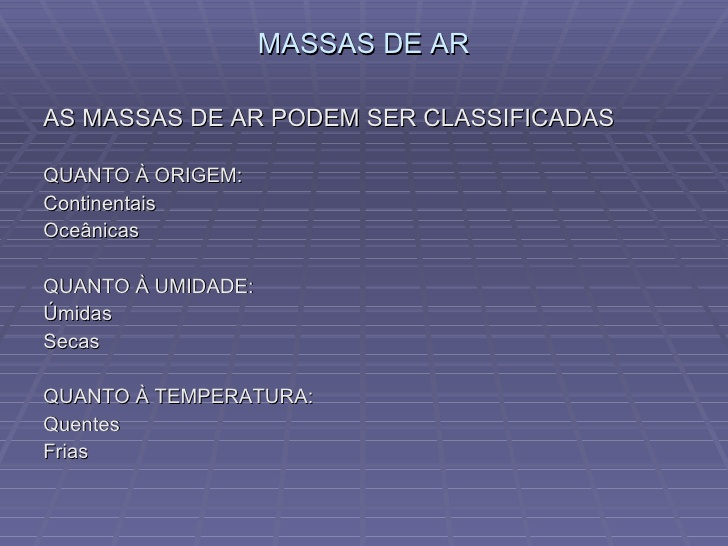 MASSAS DE AR
AS MASSAS DE AR PODEM SER CLASSIFICADAS
QUANTO À ORIGEM:
Continentais
Oceânicas
QUANTO À UMIDADE:
Úmidas
Secas
QUANTO À TEMPERATURA:
Quentes
Frias